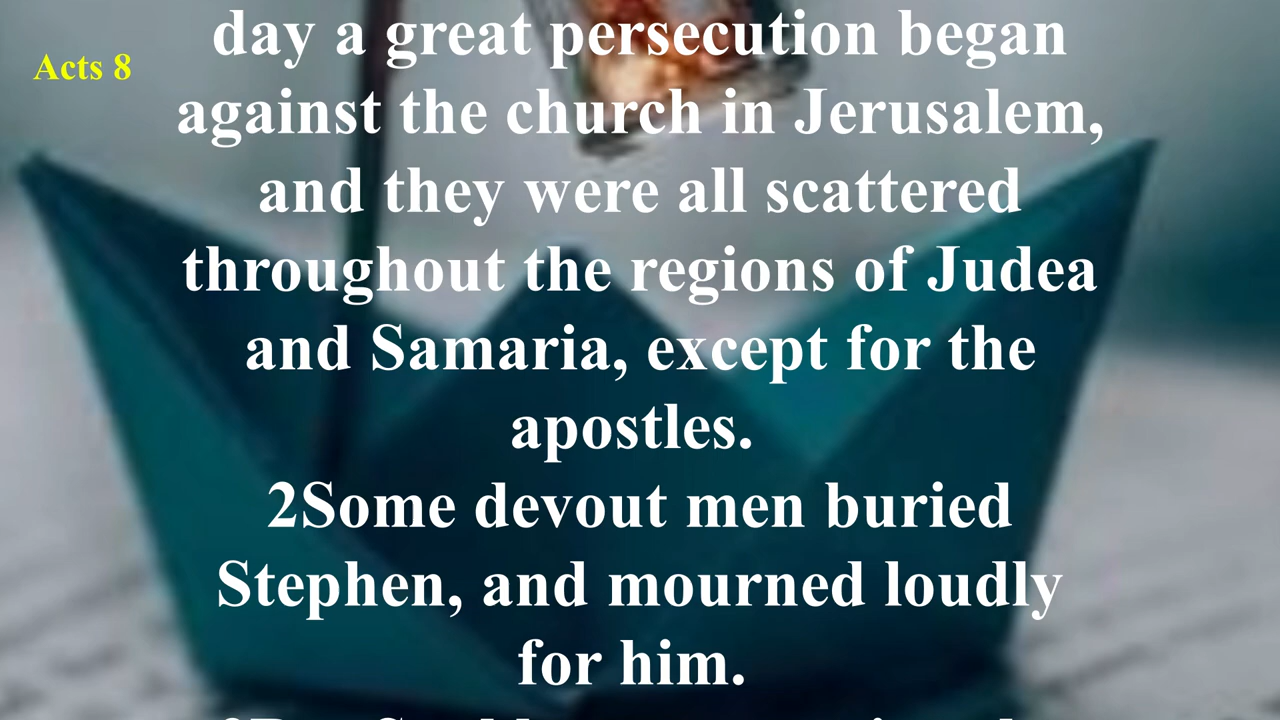 day a great persecution began
Acts 8
against the church in Jerusalem,
and they were all scattered
throughout the regions of Judea
and Samaria, except for the
apostles.
2Some devout men buried
Stephen, and mourned loudly
for him.